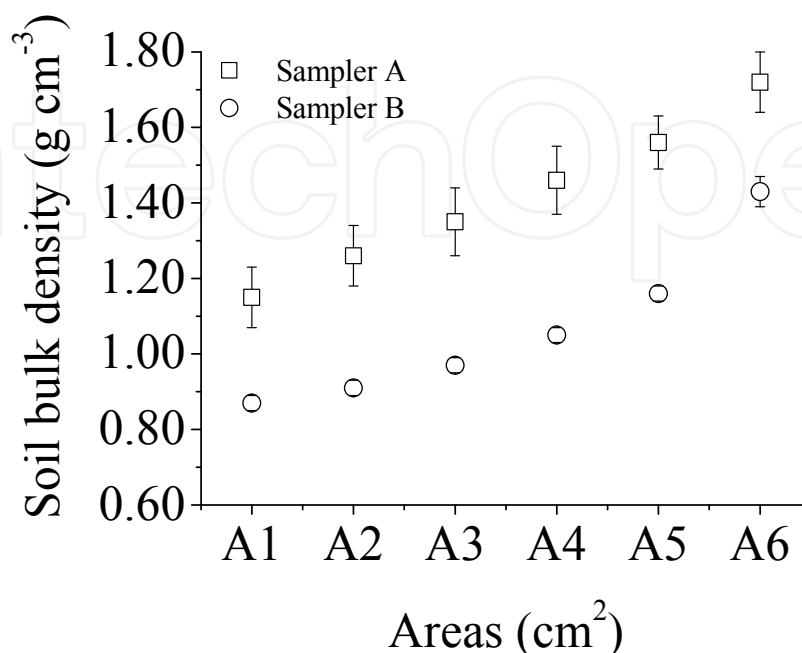 Soil bulk density (g cm⁻³)
1.80
1.60
1.40
1.20
1.00
0.80
0.60
Sampler A
Sampler B
A1 A2 A3 A4 A5 A6
Areas (cm²)
ntechOpe